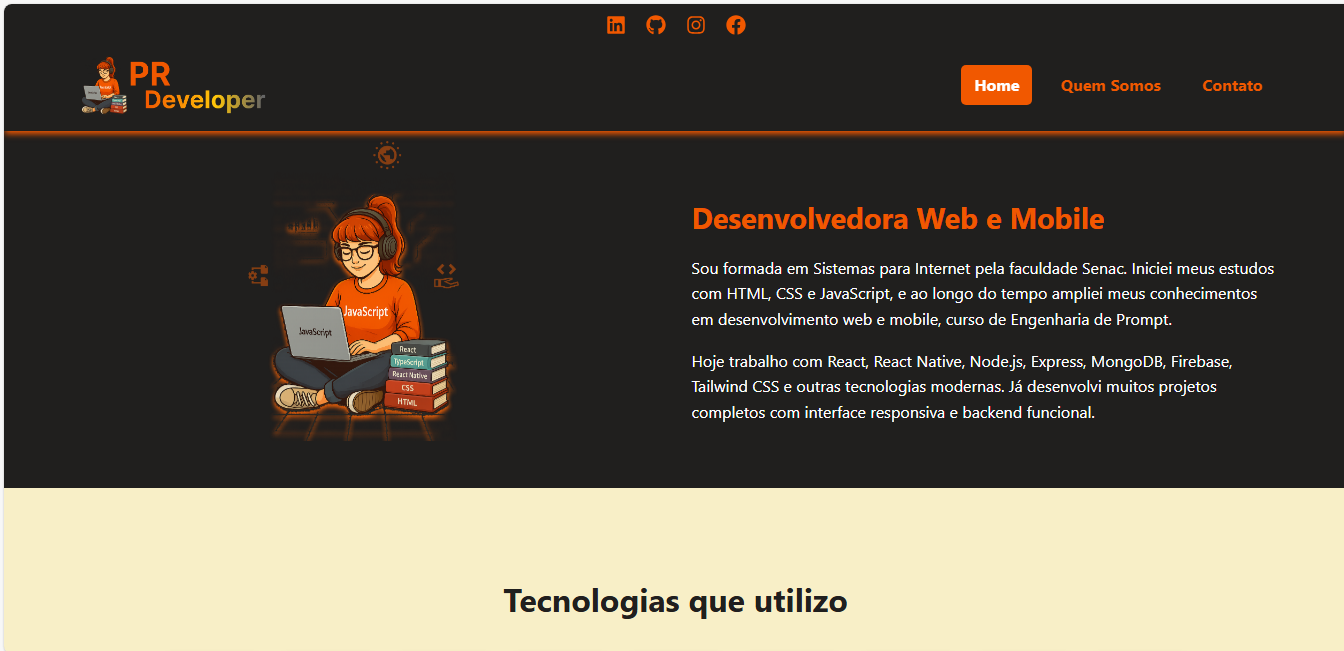 PR
Developer
Home
Quem Somos
Contato
Desenvolvedora Web e Mobile
Sou formada em Sistemas para Internet pela faculdade Senac. Iniciei meus estudos
com HTML, CSS e JavaScript, e ao longo do tempo ampliei meus conhecimentos
em desenvolvimento web e mobile, curso de Engenharia de Prompt.
Hoje trabalho com React, React Native, Node.js, Express, MongoDB, Firebase,
Tailwind CSS e outras tecnologias modernas. Já desenvolvi muitos projetos
completos com interface responsiva e backend funcional.
JavaScript
JavaScript
React
TypeScript
React Native
CSS
HTML
Tecnologias que utilizo